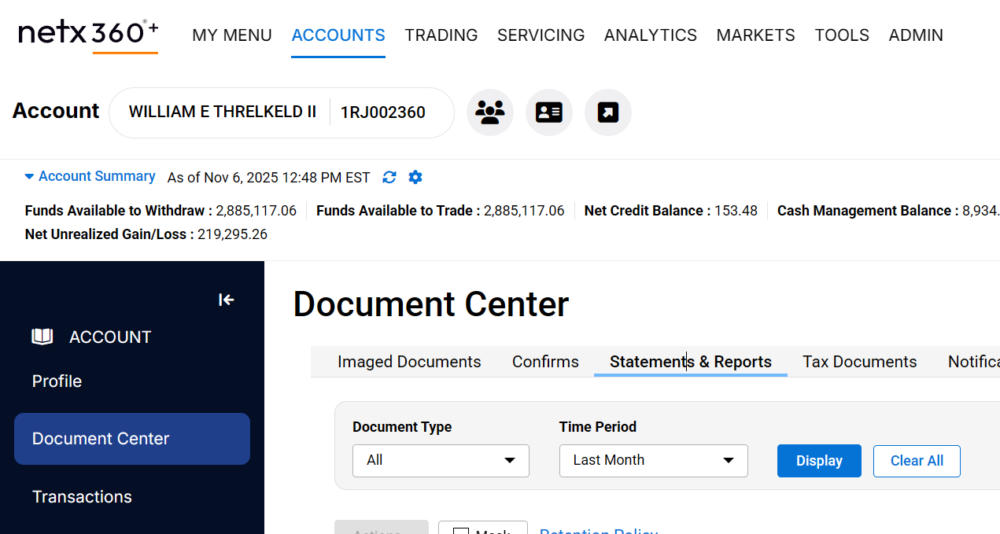 netx360®+ MY MENU ACCOUNTS TRADING SERVICING ANALYTICS MARKETS TOOLS ADMIN
Account WILLIAM E THRELKELD II 1RJ002360
Account Summary As of Nov 6, 2025 12:48 PM EST
Funds Available to Withdraw : 2,885,117.06 Funds Available to Trade : 2,885,117.06 Net Credit Balance : 153.48 Cash Management Balance : 8,934.
Net Unrealized Gain/Loss : 219,295.26
ACCOUNT
Profile
Document Center
Transactions
Document Center
Imaged Documents Confirms Statements & Reports Tax Documents Notifica
Document Type Time Period
All Last Month Display Clear All
Actions Mask Retention Policy